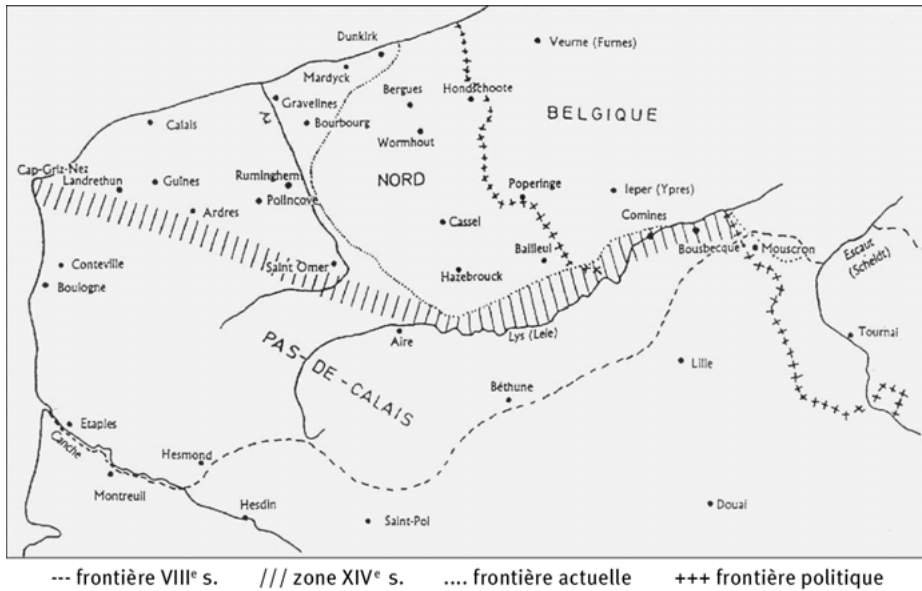 Dunkirk
Veurne (Furnes)
Mardyck
Bergues
Hondschoote
Gravelines
BELGIQUE
Calais
Bourbourg
Wormhout
Cap-Griz-Nez
NORD
Landrethun
Guînes
Ruminghem
Poperinge
Ieper (Ypres)
Polincove
Ardres
Cassel
Comines
Bailleul
Bousbecque
Mouscron
Escaut
(Scheldt)
Conteville
Saint Omer
Hazebrouck
Boulogne
Aire
Lys (Leie)
Tournai
PAS-DE-CALAIS
Lille
Béthune
Etaples
Canche
Hesmond
Montreuil
Hesdin
Saint-Pol
Douai
--- frontière VIIIᵉ s. /// zone XIVᵉ s. .... frontière actuelle +++ frontière politique